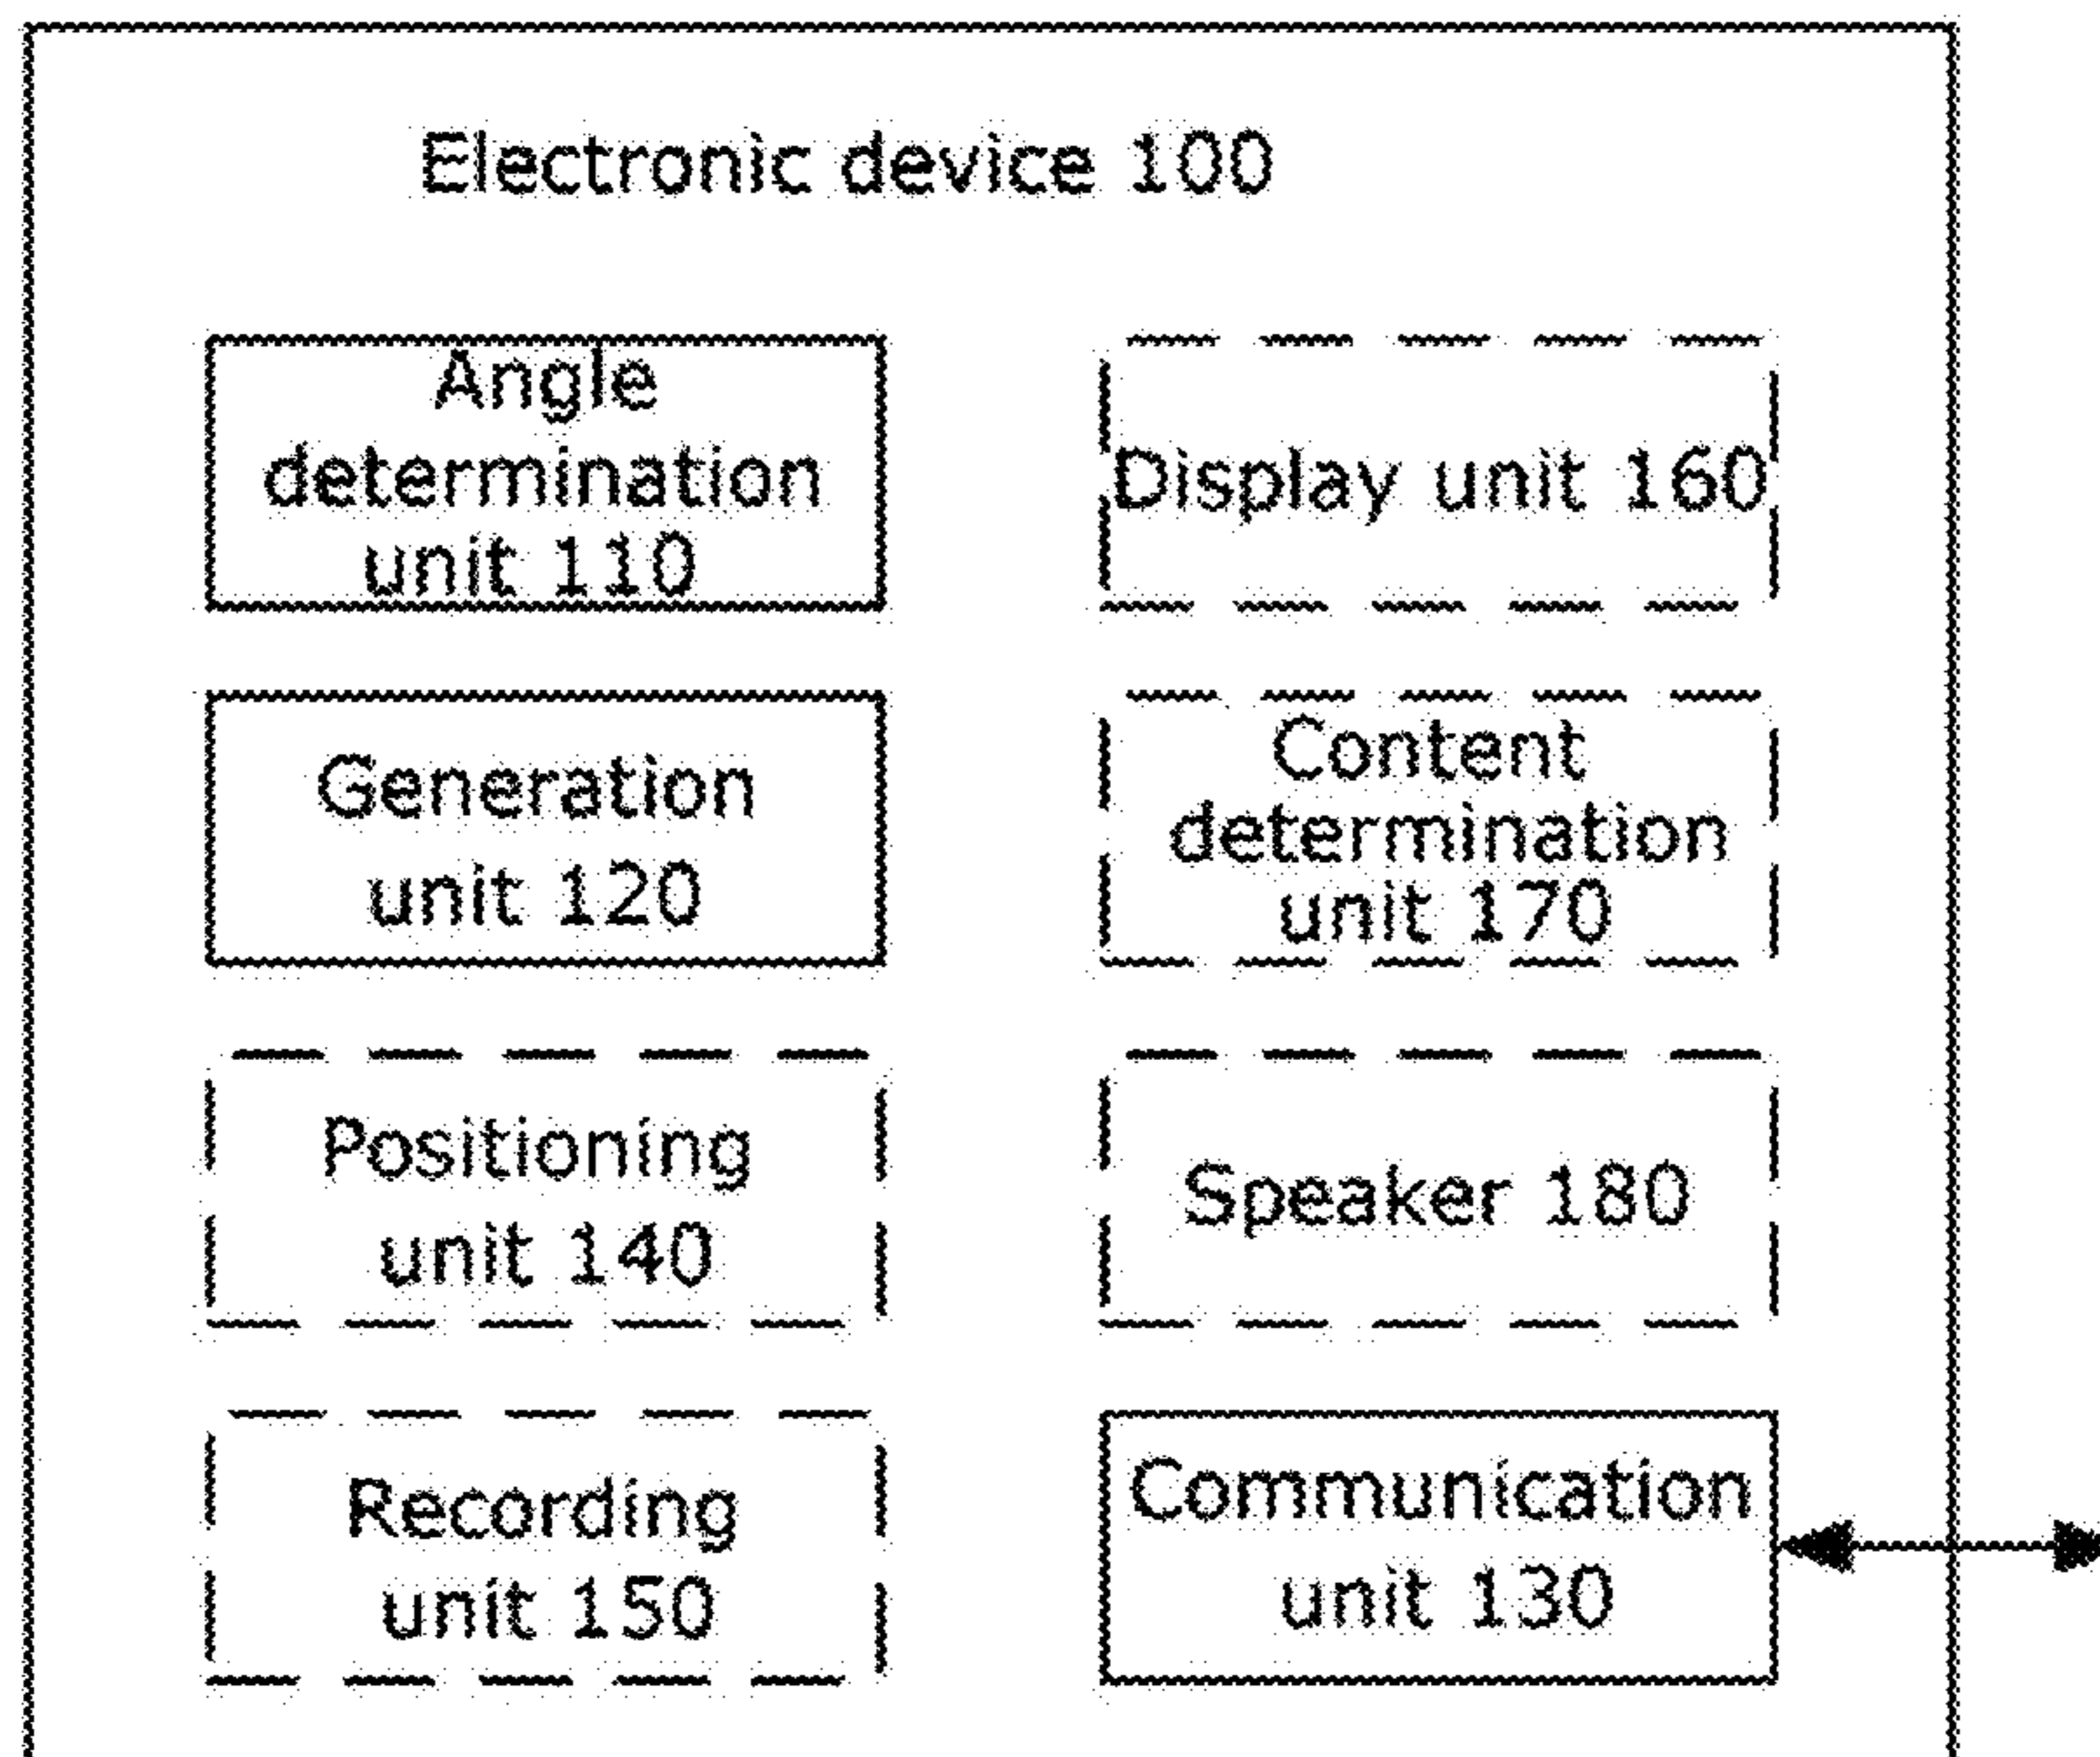 Electronic device 100
Angle
determination
unit 110
Display unit 160
Generation
unit 120
Content
determination
unit 170
Positioning
unit 140
Speaker 180
Recording
unit 150
Communication
unit 130